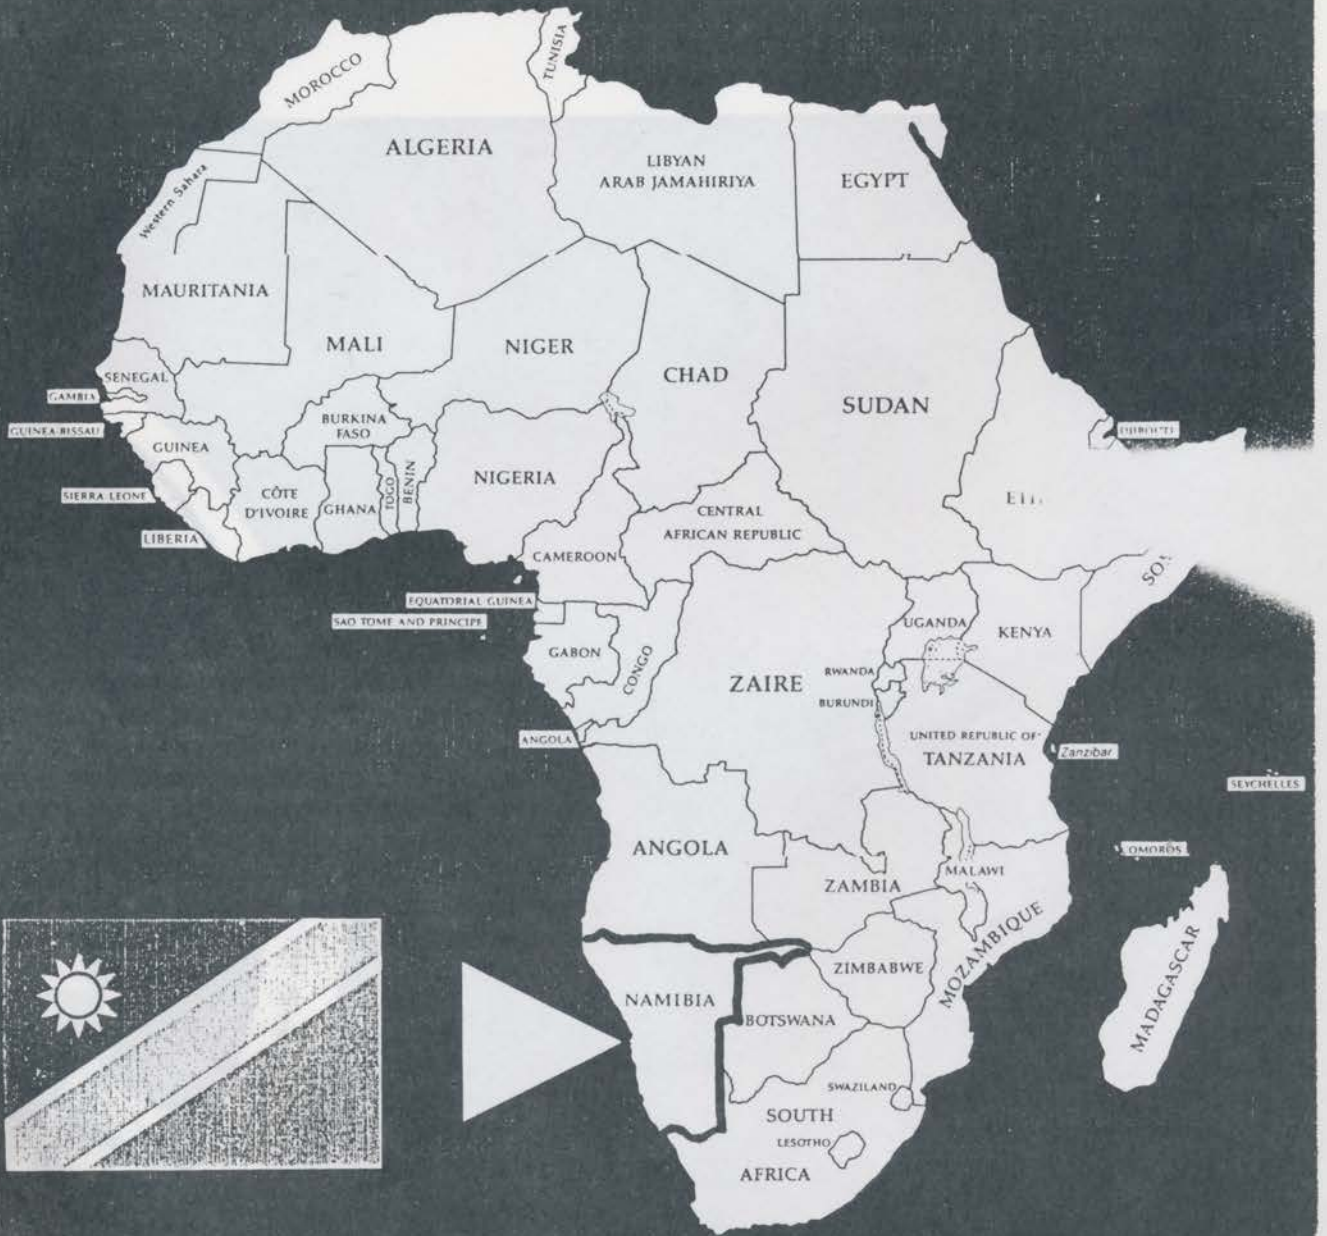 TUNISIA
MOROCCO
ALGERIA
LIBYAN
ARAB JAMAHIRIYA
EGYPT
Western Sahara
MAURITANIA
MALI
NIGER
CHAD
SUDAN
SENEGAL
GAMBIA
GUINEA-BISSAU
BURKINA
FASO
GUINEA
DJIBOUTI
NIGERIA
BENIN
TOGO
SIERRA LEONE
CÔTE
D'IVOIRE
GHANA
CENTRAL
AFRICAN REPUBLIC
LIBERIA
CAMEROON
EQUATORIAL GUINEA
SAO TOME AND PRINCIPE
UGANDA
KENYA
GABON
CONGO
ZAIRE
RWANDA
BURUNDI
ANGOLA
UNITED REPUBLIC OF
TANZANIA
Zanzibar
SEYCHELLES
ANGOLA
COMOROS
MALAWI
ZAMBIA
MOZAMBIQUE
ZIMBABWE
MADAGASCAR
NAMIBIA
BOTSWANA
SWAZILAND
SOUTH
LESOTHO
AFRICA